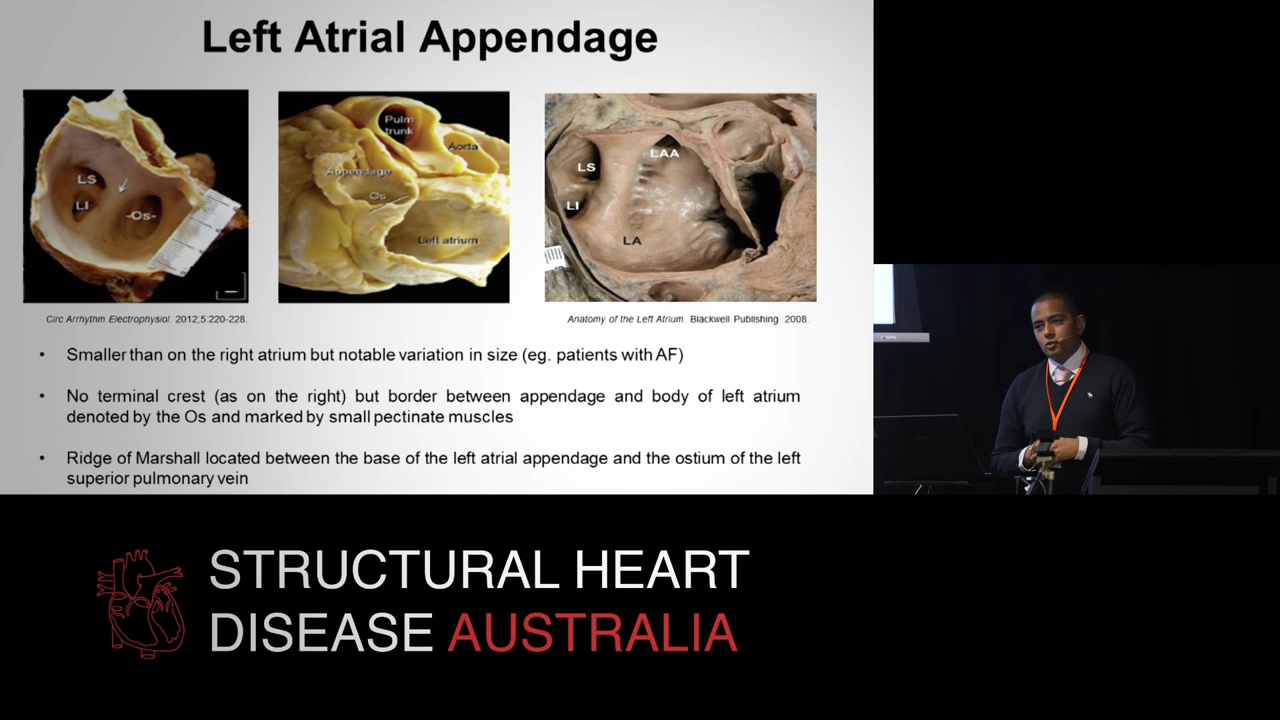 Left Atrial Appendage
LS
LI
-Os-
Pulm
trunk
Aorta
Appendage
Os
Left atrium
LAA
LS
LI
LA
Circ Arrhythm Electrophysiol. 2012;5:220-228.
Anatomy of the Left Atrium. Blackwell Publishing 2008.
• Smaller than on the right atrium but notable variation in size (eg. patients with AF)
• No terminal crest (as on the right) but border between appendage and body of left atrium
denoted by the Os and marked by small pectinate muscles
• Ridge of Marshall located between the base of the left atrial appendage and the ostium of the left
superior pulmonary vein
STRUCTURAL HEART
DISEASE AUSTRALIA